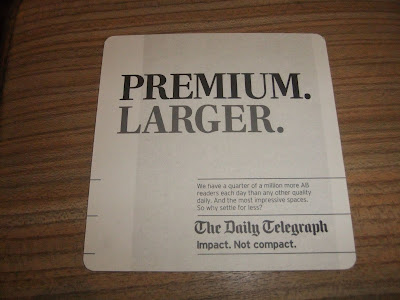 PREMIUM.
LARGER.
We have a quarter of a million more AB
readers each day than any other quality
daily. And the most impressive spaces.
So why settle for less?
The Daily Telegraph
Impact. Not compact.